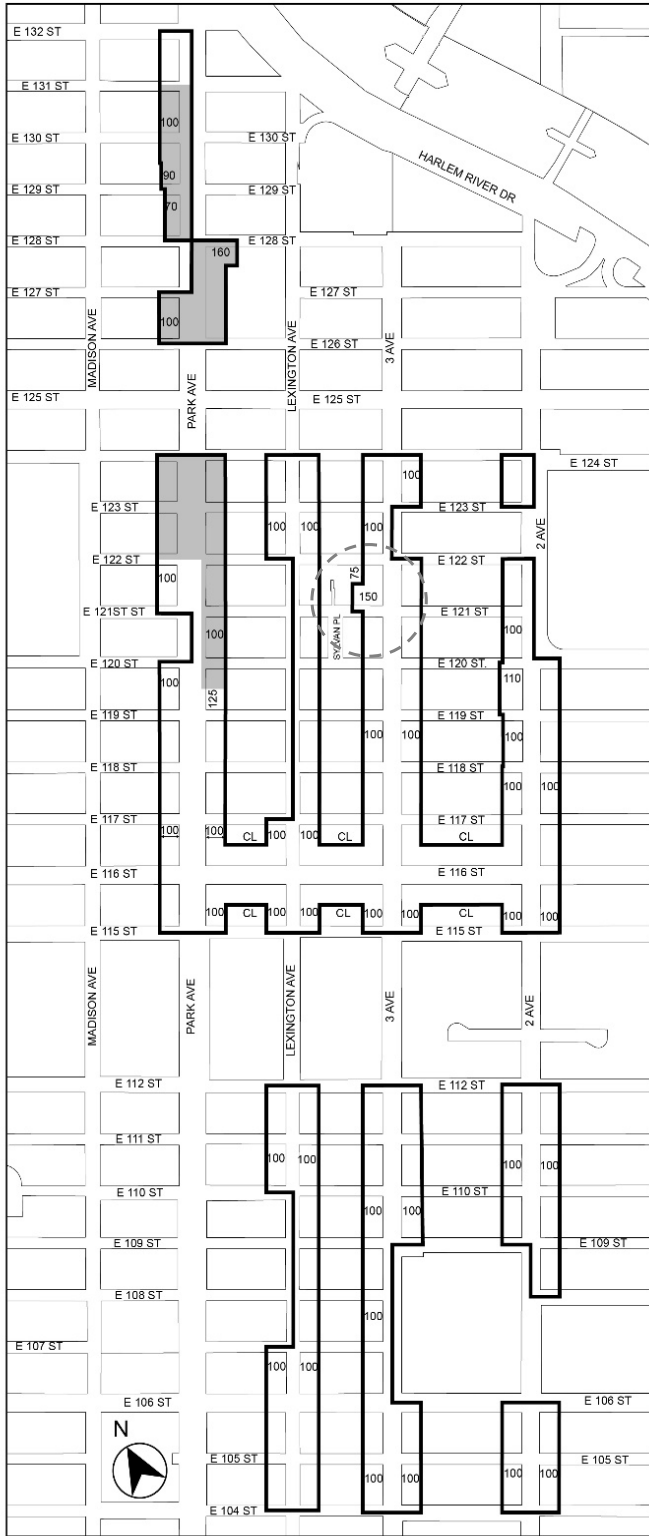 E 132 ST
E 131 ST
100
E 130 ST
E 130 ST
HARLEM RIVER DR
90
E 129 ST
E 129 ST
70
E 128 ST
E 128 ST
160
E 127 ST
E 127 ST
100
MADISON AVE
LEXINGTON AVE
3 AVE
E 126 ST
PARK AVE
E 125 ST
E 125 ST
E 124 ST
100
E 123 ST
E 123 ST
100
100
100
2 AVE
E 122 ST
E 122 ST
100
75
150
E 121ST ST
E 121 ST
SYLVAN PL
100
100
E 120 ST
E 120 ST.
100
125
110
E 119 ST
E 119 ST
100
100
100
E 118 ST
E 118 ST
100
100
E 117 ST
E 117 ST
100
100
CL
100
100
CL
CL
E 116 ST
E 116 ST
100
CL
100
100
CL
100
100
CL
100
100
E 115 ST
E 115 ST
MADISON AVE
PARK AVE
LEXINGTON AVE
3 AVE
2 AVE
E 112 ST
E 112 ST
E 111 ST
100
100
100
100
E 110 ST
E 110 ST
100
100
E 109 ST
E 109 ST
E 108 ST
100
E 107 ST
100
100
E 106 ST
E 106 ST
N
E 105 ST
E 105 ST
100
100
100
100
E 104 ST